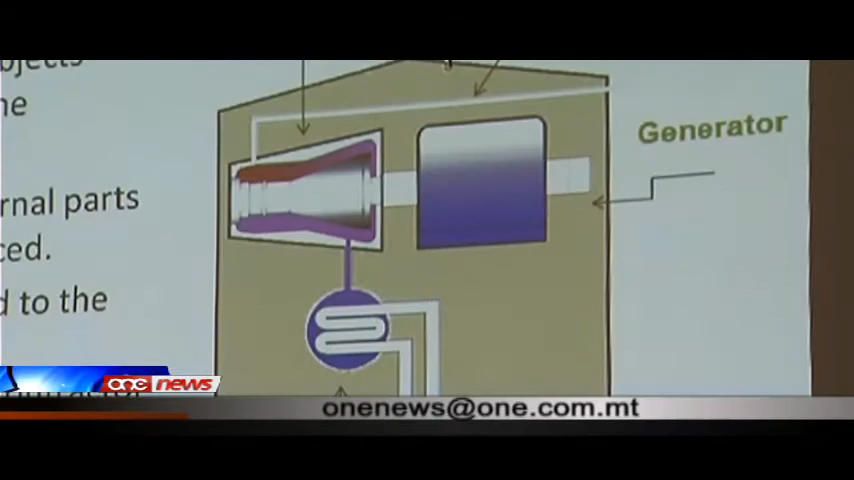 bjects
ne
Generator
rnal parts
ced.
d to the
one news
onenews@one.com.mt